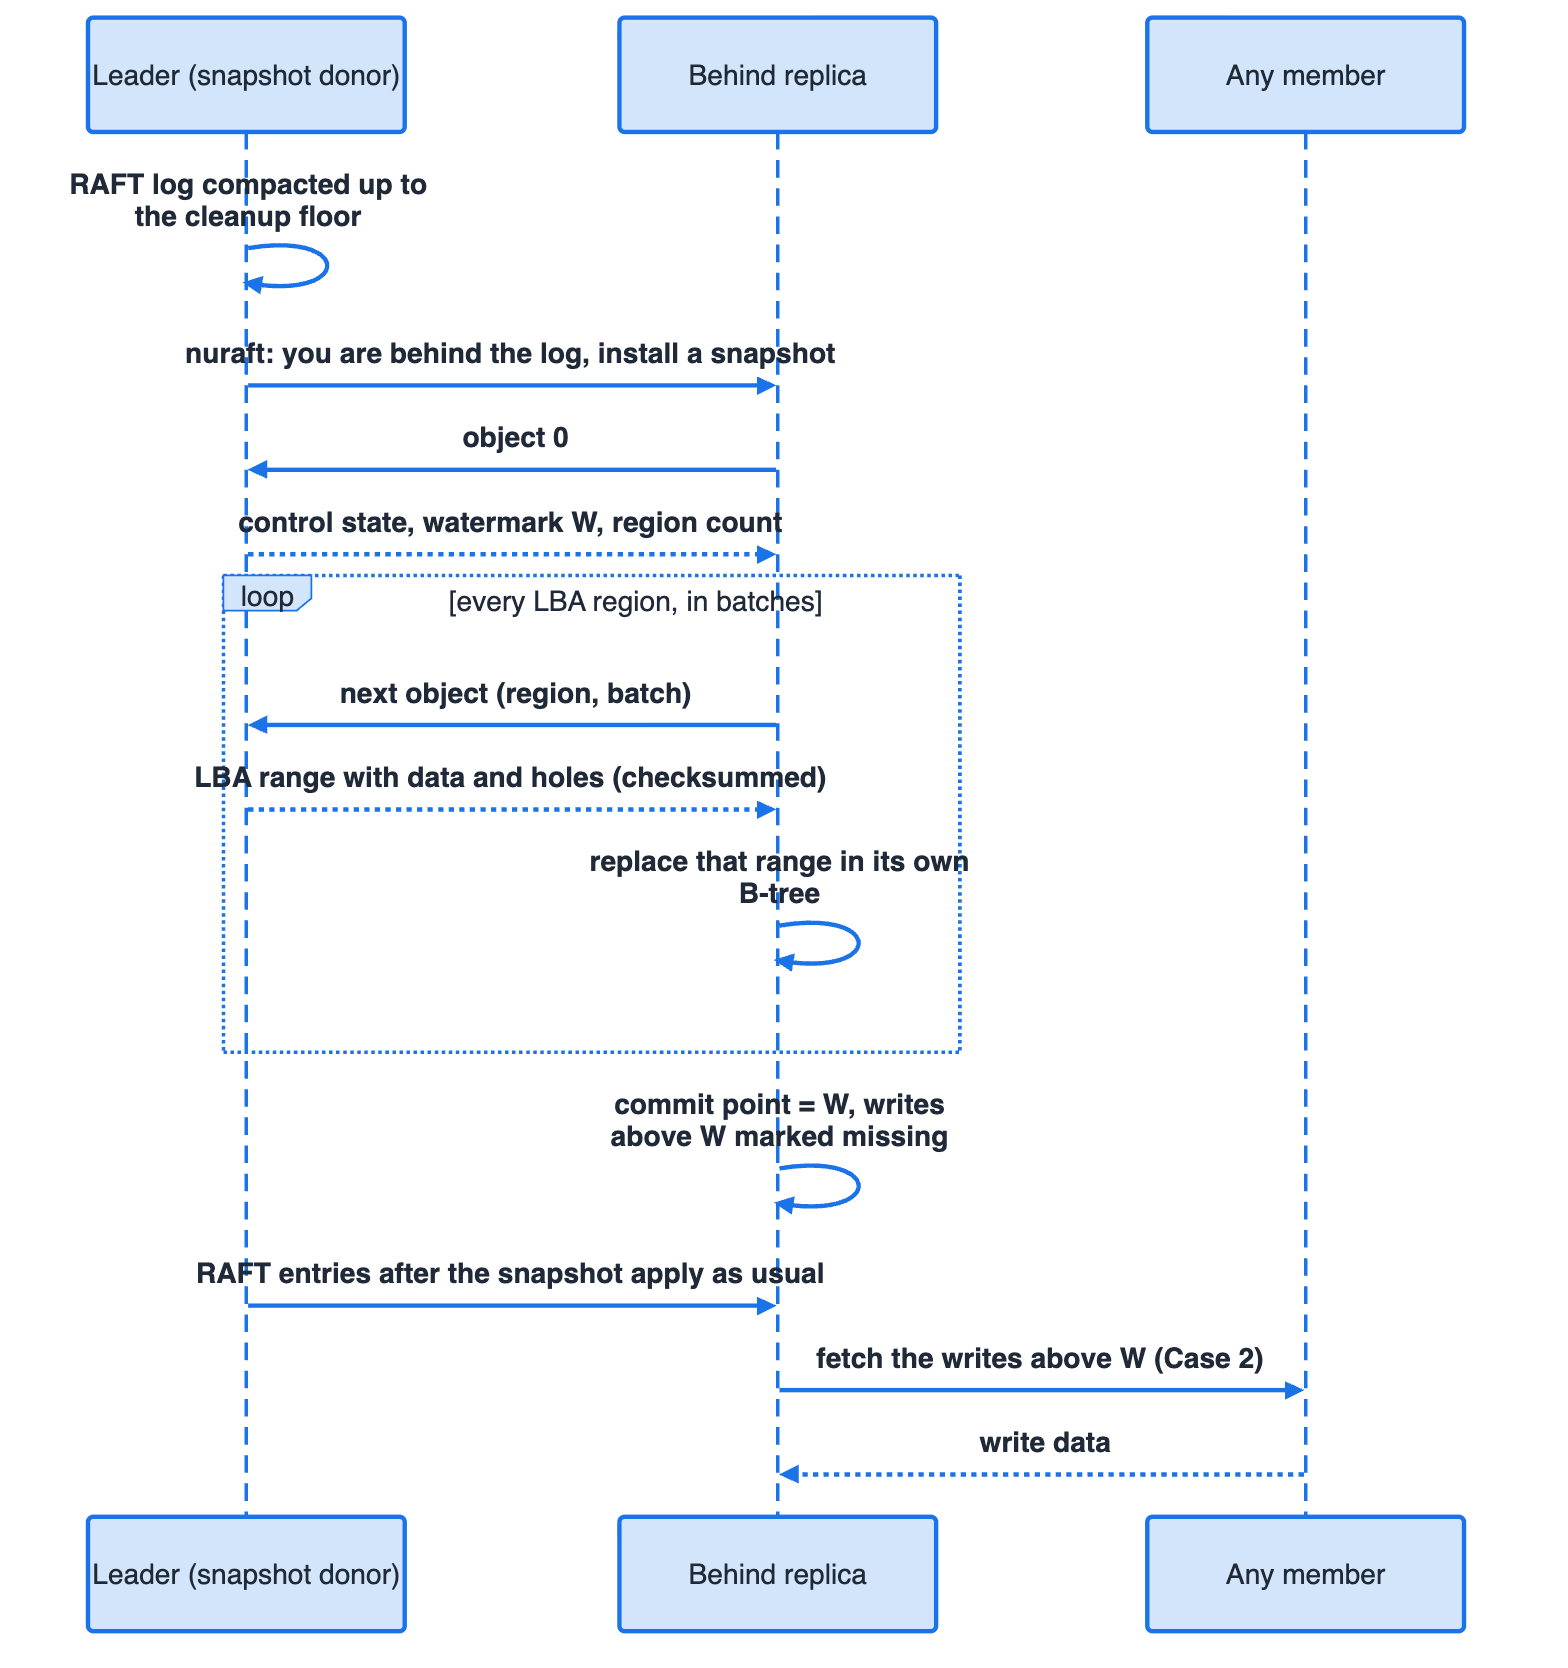 Leader (snapshot donor)
Behind replica
Any member
RAFT log compacted up to
the cleanup floor
nuraft: you are behind the log, install a snapshot
object 0
control state, watermark W, region count
loop
[every LBA region, in batches]
next object (region, batch)
LBA range with data and holes (checksummed)
replace that range in its own
B-tree
commit point = W, writes
above W marked missing
RAFT entries after the snapshot apply as usual
fetch the writes above W (Case 2)
write data
Leader (snapshot donor)
Behind replica
Any member